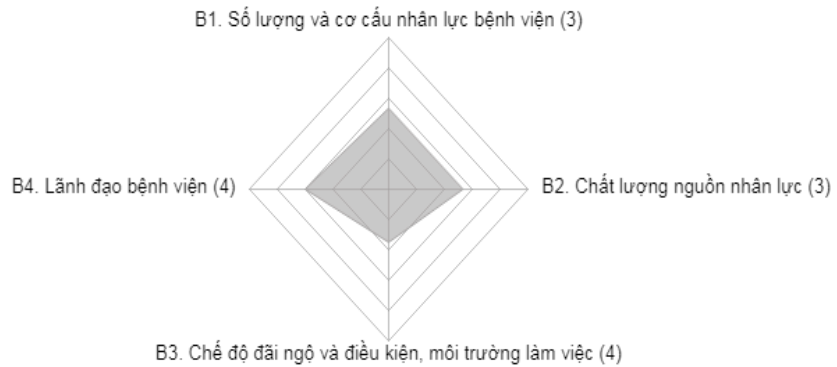 B1. Số lượng và cơ cấu nhân lực bệnh viện (3)
B4. Lãnh đạo bệnh viện (4)
B2. Chất lượng nguồn nhân lực (3)
B3. Chế độ đãi ngộ và điều kiện, môi trường làm việc (4)